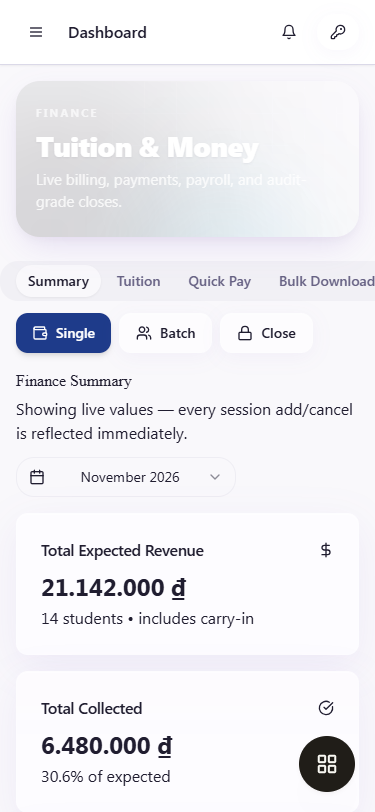 Dashboard
FINANCE
Tuition & Money
Live billing, payments, payroll, and audit-
grade closes.
Summary Tuition Quick Pay Bulk Download
Single Batch Close
Finance Summary
Showing live values — every session add/cancel
is reflected immediately.
November 2026
Total Expected Revenue
21.142.000 ₫
14 students • includes carry-in
Total Collected
6.480.000 ₫
30.6% of expected